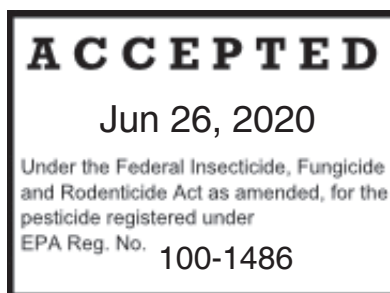 ACCEPTED
Jun 26, 2020
Under the Federal Insecticide, Fungicide
and Rodenticide Act as amended, for the
pesticide registered under
EPA Reg. No. 100-1486